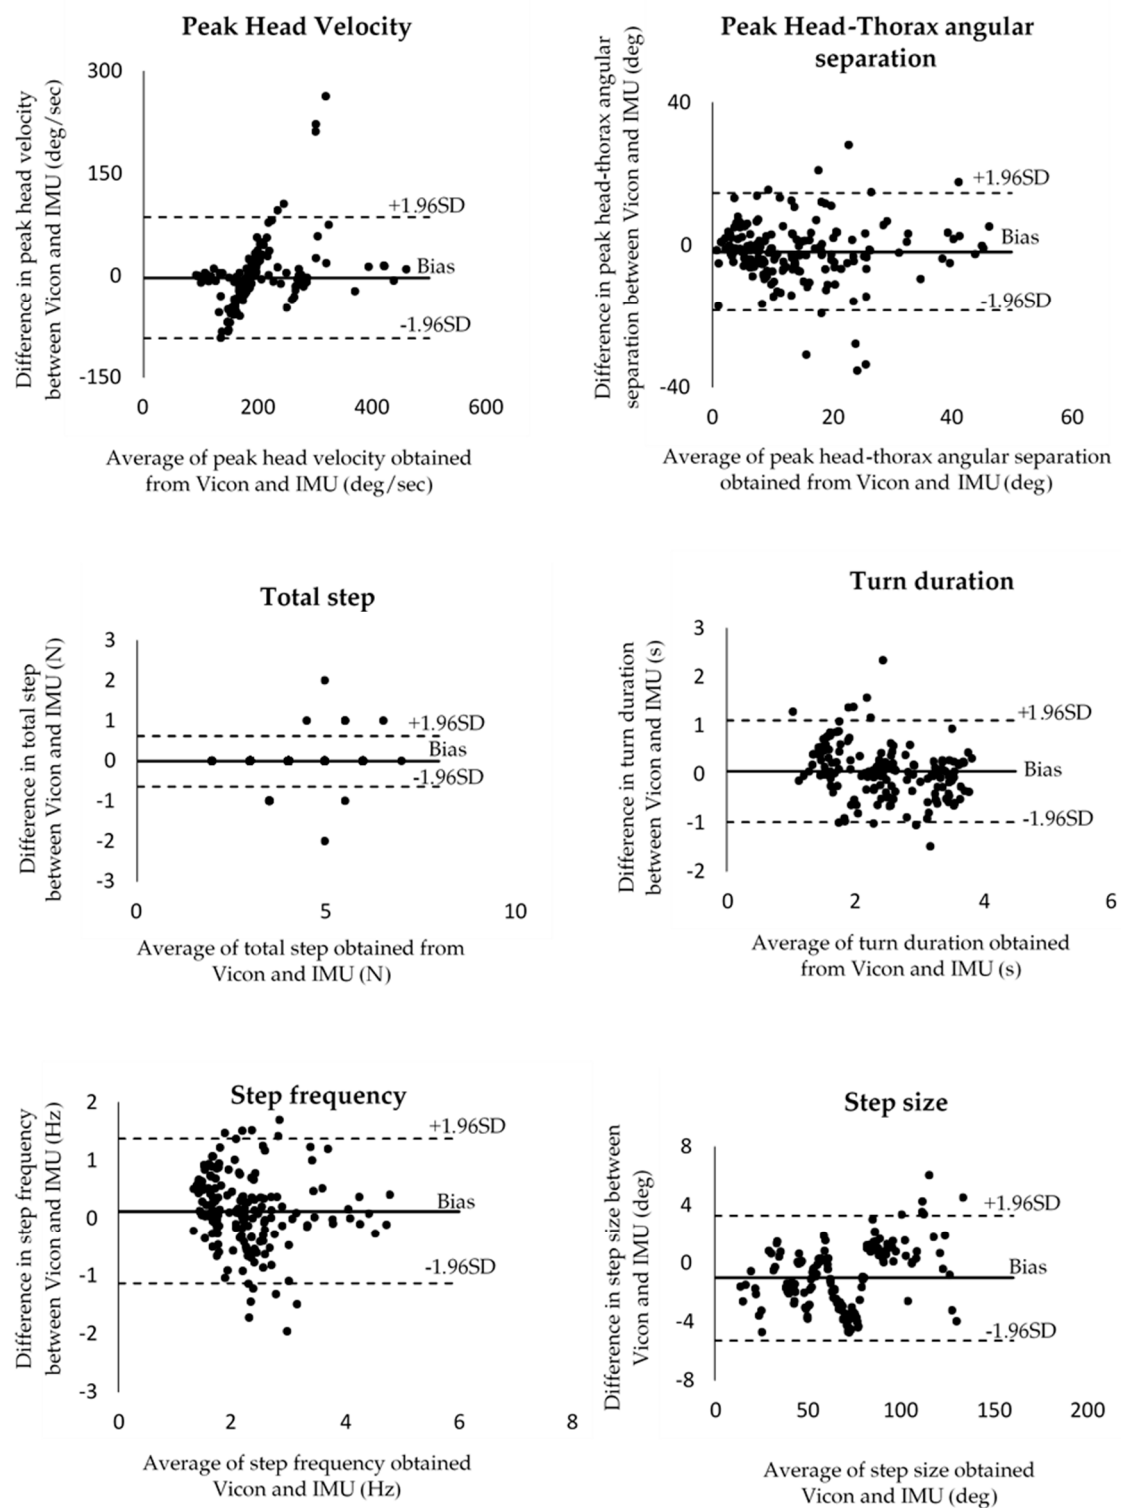 Peak Head Velocity
Difference in peak head velocity
between Vicon and IMU (deg/sec)
300
150
0
-150
+1.96SD
Bias
-1.96SD
0 200 400 600
Average of peak head velocity obtained
from Vicon and IMU (deg/sec)
Peak Head-Thorax angular
separation
Difference in peak head-thorax angular
separation between Vicon and IMU (deg)
40
0
-40
+1.96SD
Bias
-1.96SD
0 20 40 60
Average of peak head-thorax angular separation
obtained from Vicon and IMU (deg)
Total step
Difference in total step
between Vicon and IMU (N)
3
2
1
0
-1
-2
-3
+1.96SD
Bias
-1.96SD
0 5 10
Average of total step obtained from
Vicon and IMU (N)
Turn duration
Difference in turn duration
between Vicon and IMU (s)
3
2
1
0
-1
-2
+1.96SD
Bias
-1.96SD
0 2 4 6
Average of turn duration obtained
from Vicon and IMU (s)
Step frequency
Difference in step frequency
between Vicon and IMU (Hz)
2
1
0
-1
-2
-3
+1.96SD
Bias
-1.96SD
0 2 4 6 8
Average of step frequency obtained
Vicon and IMU (Hz)
Step size
Difference in step size between
Vicon and IMU (deg)
8
4
0
-4
-8
+1.96SD
Bias
-1.96SD
0 50 100 150 200
Average of step size obtained
Vicon and IMU (deg)